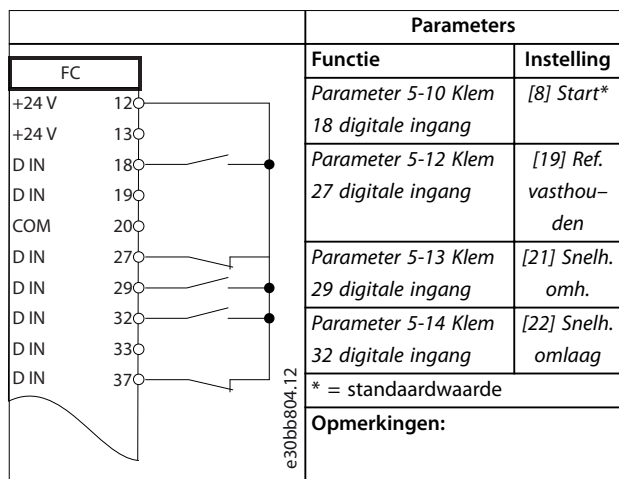 Parameters
Functie Instelling
FC
+24 V 12
+24 V 13
D IN 18
D IN 19
COM 20
D IN 27
D IN 29
D IN 32
D IN 33
D IN 37
e30bb804.12
Parameter 5-10 Klem
18 digitale ingang
[8] Start*
Parameter 5-12 Klem
27 digitale ingang
[19] Ref.
vasthou–
den
Parameter 5-13 Klem
29 digitale ingang
[21] Snelh.
omh.
Parameter 5-14 Klem
32 digitale ingang
[22] Snelh.
omlaag
* = standaardwaarde
Opmerkingen: